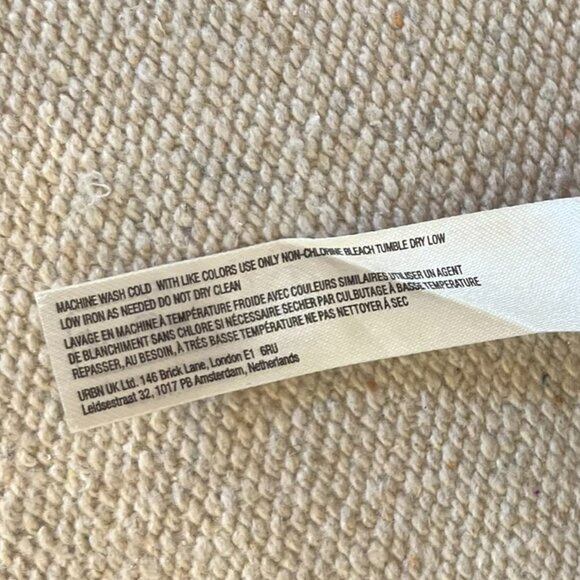 MACHINE WASH COLD WITH LIKE COLORS USE ONLY NON-CHLORINE BLEACH TUMBLE DRY LOW
LOW IRON AS NEEDED DO NOT DRY CLEAN
LAVAGE EN MACHINE À TEMPÉRATURE FROIDE AVEC COULEURS SIMILAIRES UTILISER UN AGENT
DE BLANCHIMENT SANS CHLORE SI NÉCESSAIRE SÉCHER PAR CULBUTAGE À BASSE TEMPERATURE
REPASSER, AU BESOIN, À TRÈS BASSE TEMPÉRATURE NE PAS NETTOYER À SEC
URBN UK Ltd. 146 Brick Lane, London E1 6RU
Leidsestraat 32, 1017 PB Amsterdam, Netherlands